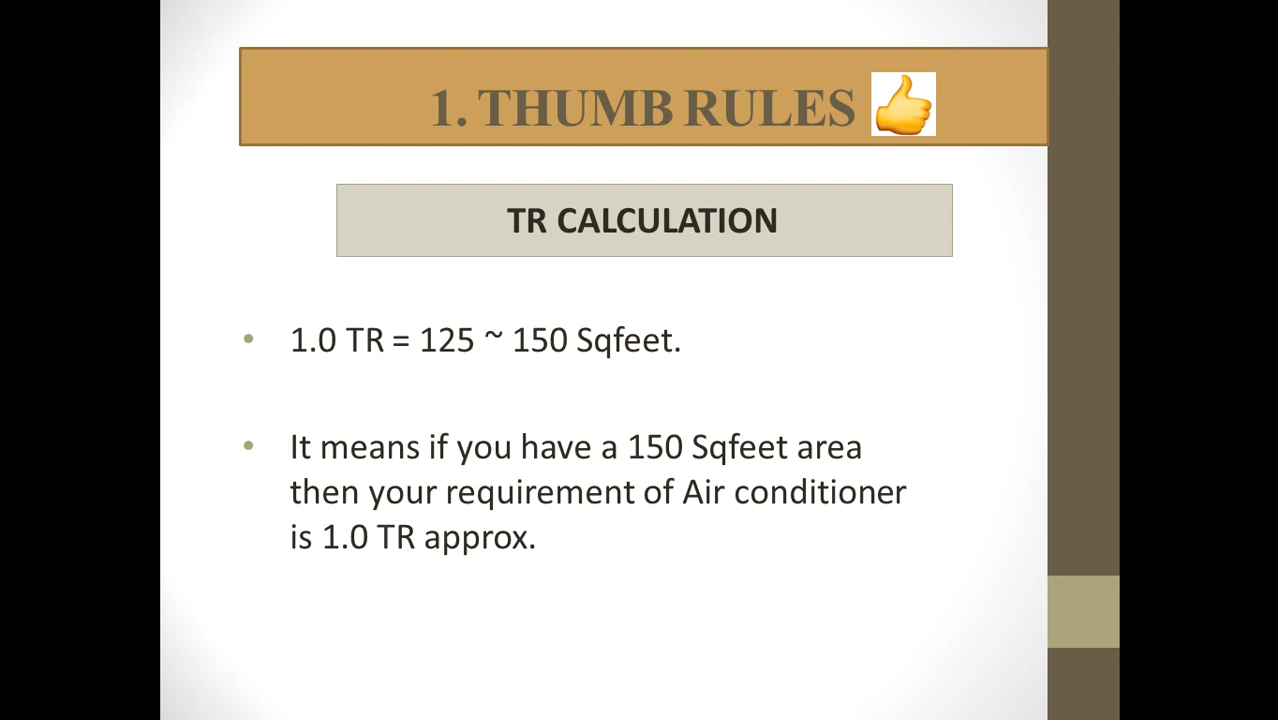 1. THUMB RULES
TR CALCULATION
• 1.0 TR = 125 ~ 150 Sqfeet.
• It means if you have a 150 Sqfeet area
then your requirement of Air conditioner
is 1.0 TR approx.